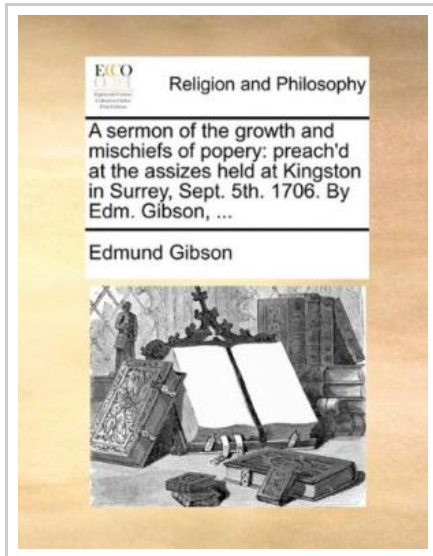 ECCO
Religion and Philosophy
A sermon of the growth and
mischiefs of popery: preach'd
at the assizes held at Kingston
in Surrey, Sept. 5th. 1706. By
Edm. Gibson, ...
Edmund Gibson